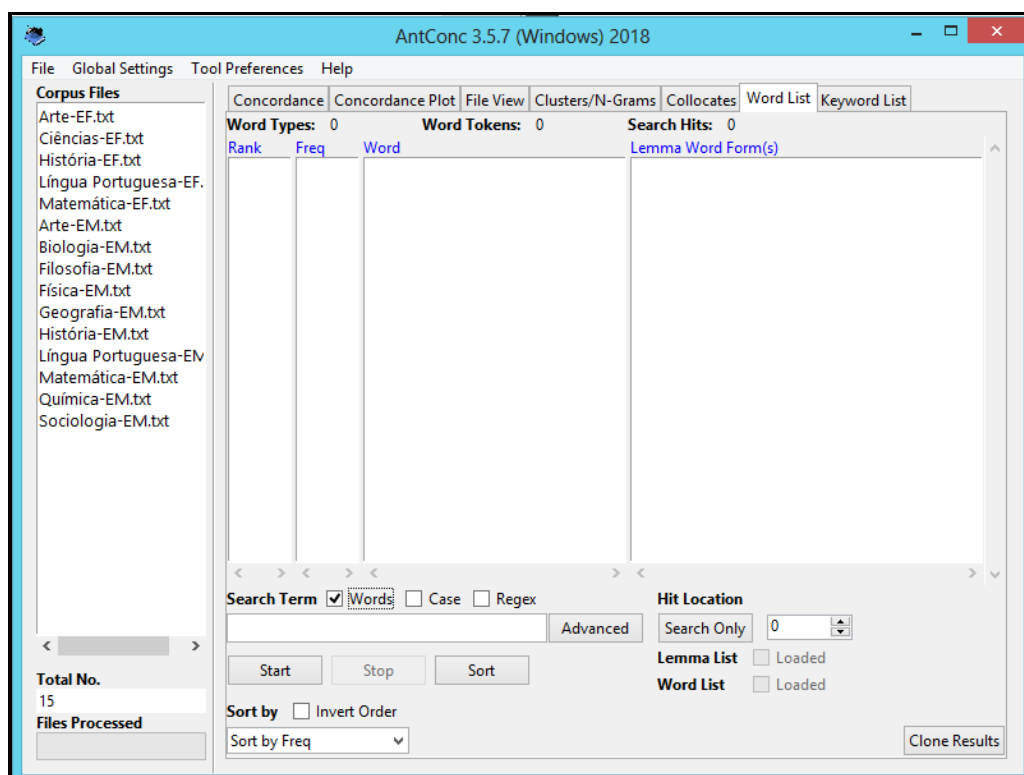 AntConc 3.5.7 (Windows) 2018
File Global Settings Tool Preferences Help
Corpus Files
Arte-EF.txt
Ciências-EF.txt
História-EF.txt
Língua Portuguesa-EF.
Matemática-EF.txt
Arte-EM.txt
Biologia-EM.txt
Filosofia-EM.txt
Física-EM.txt
Geografia-EM.txt
História-EM.txt
Língua Portuguesa-EM
Matemática-EM.txt
Química-EM.txt
Sociologia-EM.txt
Total No.
15
Files Processed
Concordance Concordance Plot File View Clusters/N-Grams Collocates Word List Keyword List
Word Types: 0 Word Tokens: 0 Search Hits: 0
Rank Freq Word Lemma Word Form(s)
Search Term Words Case Regex Hit Location
Advanced Search Only 0
Start Stop Sort Lemma List Loaded
Word List Loaded
Sort by Invert Order
Sort by Freq Clone Results